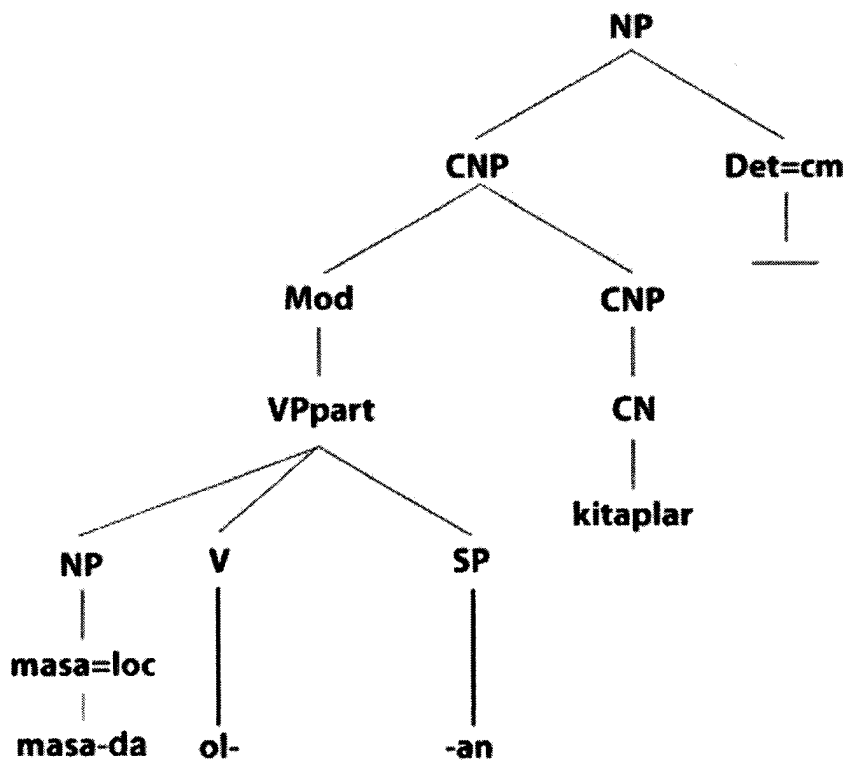 NP
CNP Det=cm
Mod CNP
VPpart CN
kitaplar
NP V SP
masa=loc
masa-da ol- -an